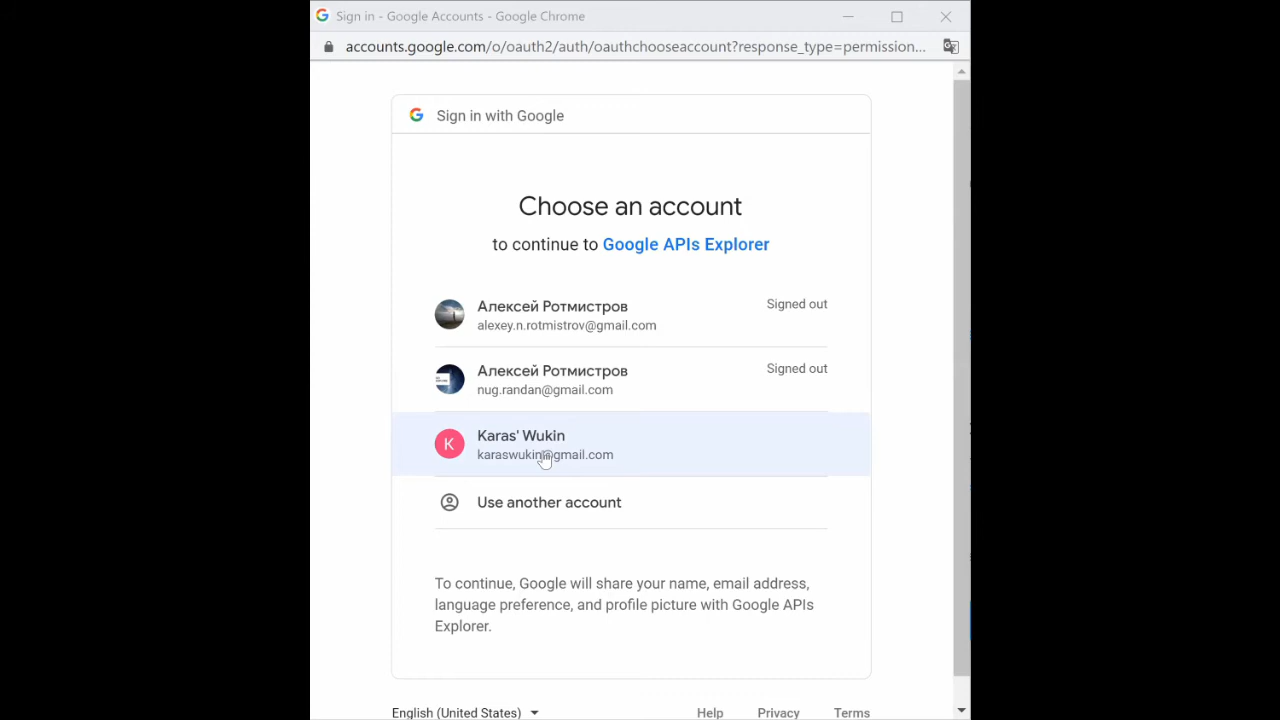 Sign in - Google Accounts - Google Chrome
accounts.google.com/o/oauth2/auth/oauthchooseaccount?response_type=permission...
Sign in with Google
Choose an account
to continue to Google APIs Explorer
Алексей Ротмистров
Signed out
alexey.n.rotmistrov@gmail.com
Алексей Ротмистров
Signed out
nug.randan@gmail.com
K
Karas' Wukin
karaswukin@gmail.com
Use another account
To continue, Google will share your name, email address,
language preference, and profile picture with Google APIs
Explorer.
English (United States)
Help
Privacy
Terms